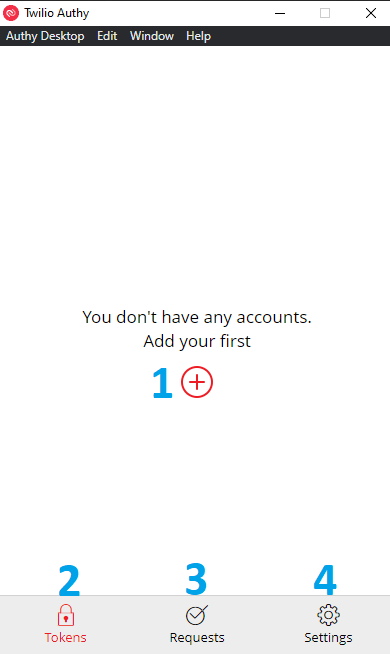 Twilio Authy
Authy Desktop Edit Window Help
You don't have any accounts.
Add your first
1
2 3 4
Tokens Requests Settings